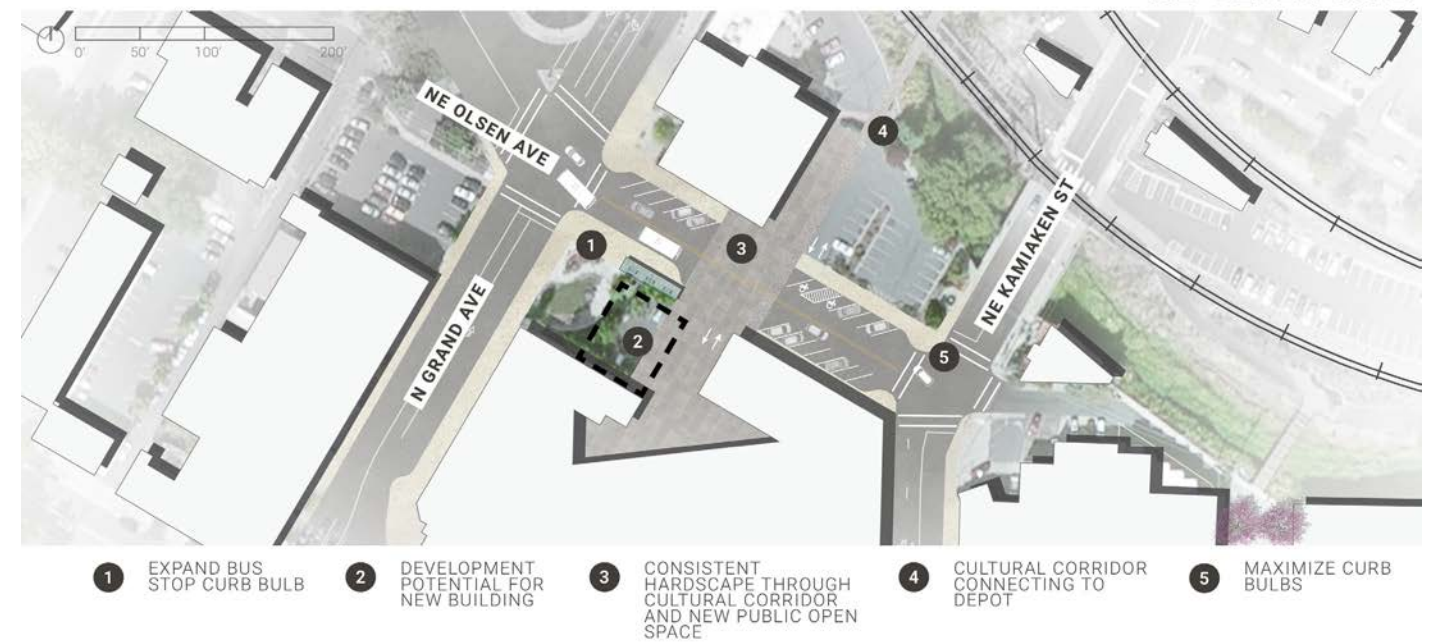 0' 50' 100' 200'
NE OLSEN AVE
N GRAND AVE
NE KAMIAKEN ST
1
2
3
4
5
1 EXPAND BUS
STOP CURB BULB
2 DEVELOPMENT
POTENTIAL FOR
NEW BUILDING
3 CONSISTENT
HARDSCAPE THROUGH
CULTURAL CORRIDOR
AND NEW PUBLIC OPEN
SPACE
4 CULTURAL CORRIDOR
CONNECTING TO
DEPOT
5 MAXIMIZE CURB
BULBS